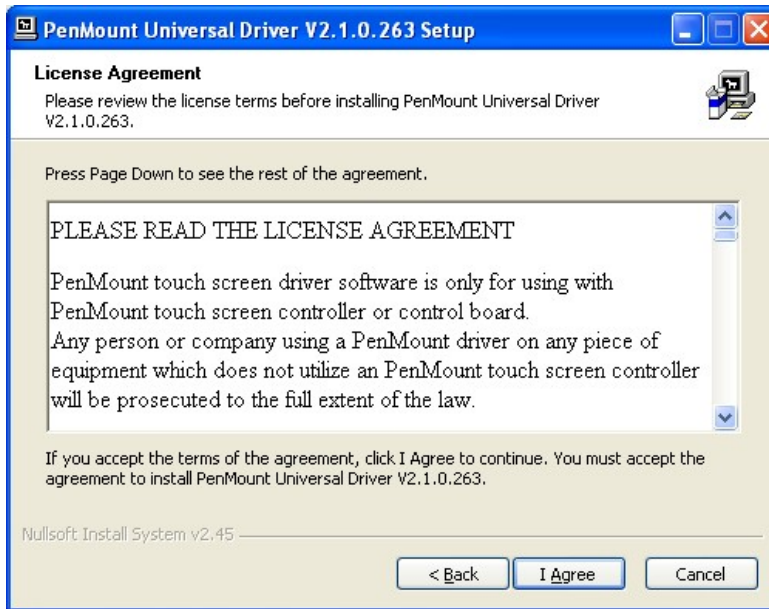 PenMount Universal Driver V2.1.0.263 Setup
License Agreement
Please review the license terms before installing PenMount Universal Driver
V2.1.0.263.
Press Page Down to see the rest of the agreement.
PLEASE READ THE LICENSE AGREEMENT
PenMount touch screen driver software is only for using with
PenMount touch screen controller or control board.
Any person or company using a PenMount driver on any piece of
equipment which does not utilize an PenMount touch screen controller
will be prosecuted to the full extent of the law.
If you accept the terms of the agreement, click I Agree to continue. You must accept the
agreement to install PenMount Universal Driver V2.1.0.263.
Nullsoft Install System v2.45
< Back I Agree Cancel